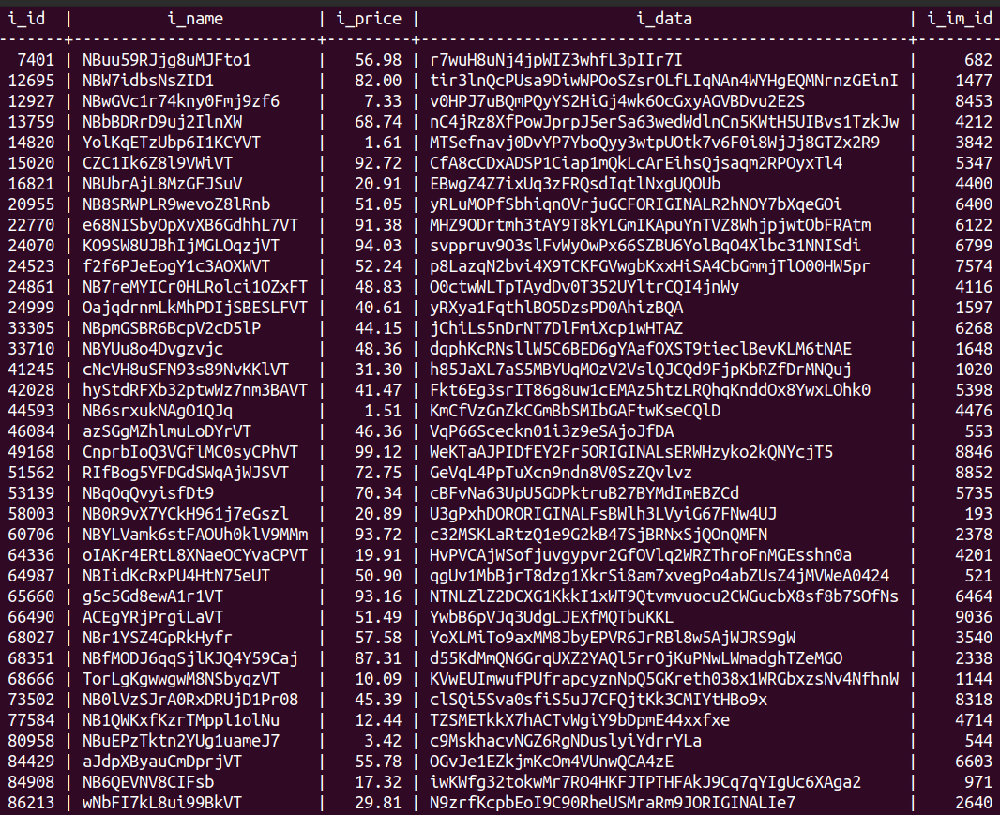 i_id | i_name | i_price | i_data | i_im_id
-------+--------------------------+---------+----------------------------------------------------+---------
7401 | NBuu59RJjg8uMJFto1 | 56.98 | r7wuH8uNj4jpWIZ3whfL3pIIr7I | 682
12695 | NBW7idbsNsZID1 | 82.00 | tir3lnQcPUsa9DiwWPOoSZsrOLfLIqNAn4WYHgEQMNrnzGEinI | 1477
12927 | NBwGVc1r74kny0Fmj9zf6 | 7.33 | v0HPJ7uBQmPQyYS2HiGj4wk6OcGxyAGVBDvu2E2S | 8453
13759 | NBbBDRrD9uj2IlnXW | 68.74 | nC4jRz8XfPowJprpJ5erSa63wedWdlnCn5KWtH5UIBvs1TzkJw | 4212
14820 | YolKqETzUbp6I1KCYVT | 1.61 | MTSefnavj0DvYP7YboQyy3wtpUOtk7v6F0i8WjJj8GTZx2R9 | 3842
15020 | CZC1Ik6Z8l9VWiVT | 92.72 | CfA8cCDxADSP1Ciap1mQkLcArEihsQjsaqm2RPOyxTl4 | 5347
16821 | NBUbrAjL8MzGFJSuV | 20.91 | EBwgZ4Z7ixUq3zFRQsdIqtlNxgUQOUb | 4400
20955 | NB8SRWPLR9wevoZ8lRnb | 51.05 | yRLuMOPfSbhiqnOVrjuGCFORIGINALR2hNOY7bXqeGOi | 6400
22770 | e68NISbyOpXvXB6GdhhL7VT | 91.38 | MHZ9ODrtmh3tAY9T8kYLGmIKApuYnTVZ8WhjpjwtObFRAtm | 6122
24070 | KO9SW8UJBhIjMGLOqzjVT | 94.03 | svppruv9O3slFvWyOwPx66SZBU6YolBqO4Xlbc31NNISdi | 6799
24523 | f2f6PJeEogY1c3AOXWVT | 52.24 | p8LazqN2bvi4X9TCKFGVwgbKxxHiSA4CbGmmjTlO00HW5pr | 7574
24861 | NB7reMYICr0HLRolci1OZxFT | 48.83 | O0ctwWLTpTAydDv0T352UYltrCQI4jnWy | 4116
24999 | OajqdrnmLkMhPDIjSBESLFVT | 40.61 | yRXya1FqthlBO5DzsPD0AhizBQA | 1597
33305 | NBpmGSBR6BcpV2cD5lP | 44.15 | jChiLs5nDrNT7DlFmiXcp1wHTAZ | 6268
33710 | NBYUu8o4Dvgzvjc | 48.36 | dqphKcRNsllW5C6BED6gYAafOXST9tieclBevKLM6tNAE | 1648
41245 | cNcVH8uSFN93s89NvKKlVT | 31.30 | h85JaXL7aS5MBYUqMOzV2VslQJCQd9FjpKbRZfDrMNQuj | 1020
42028 | hyStdRFXb32ptwWz7nm3BAVT | 41.47 | Fkt6Eg3srIT86g8uw1cEMAz5htzLRQhqKnddOx8YwxLOhk0 | 5398
44593 | NB6srxukNAgO1QJq | 1.51 | KmCfVzGnZkCGmBbSMIbGAFtwKseCQlD | 4476
46084 | azSGgMZhlmuLoDYrVT | 46.36 | VqP66Sceckn01i3z9eSAjoJfDA | 553
49168 | CnprbIoQ3VGflMC0syCPhVT | 99.12 | WeKTaAJPIDfEY2Fr5ORIGINALsERWHzyko2kQNYcjT5 | 8846
51562 | RIfBog5YFDGdSWqAjWJSVT | 72.75 | GeVqL4PpTuXcn9ndn8V0SzZQvlvz | 8852
53139 | NBqOqQvyisfDt9 | 70.34 | cBFvNa63UpU5GDPktruB27BYMdImEBZCd | 5735
58003 | NB0R9vX7YCkH961j7eGszl | 20.89 | U3gPxhDORORIGINALFsBWlh3LVyiG67FNw4UJ | 193
60706 | NBYLVamk6stFAOUh0klV9MMm | 93.72 | c32MSKLaRtzQ1e9G2kB47SjBRNxSjQOnQMFN | 2378
64336 | oIAKr4ERtL8XNaeOCYvaCPVT | 19.91 | HvPVCAjWSofjuvgypvr2GfOVlq2WRZThroFnMGEsshn0a | 4201
64987 | NBIidKcRxPU4HtN75eUT | 50.90 | qgUv1MbBjrT8dzg1XkrSi8am7xvegPo4abZUsZ4jMVWeA0424 | 521
65660 | g5c5Gd8ewA1r1VT | 93.16 | NTNLZlZ2DCXG1KkkI1xWT9Qtvmvuocu2CWGucbX8sf8b7SOfNs | 6464
66490 | ACEgYRjPrgiLaVT | 51.49 | YwbB6pVJq3UdgLJEXfMQTbuKKL | 9036
68027 | NBr1YSZ4GpRkHyfr | 57.58 | YoXLMiTo9axMM8JbyEPVR6JrRBl8w5AjWJRS9gW | 3540
68351 | NBfMODJ6qqSjlKJQ4Y59Caj | 87.31 | d55KdMmQN6GrqUXZ2YAQl5rrOjKuPNwLWmadghTZeMGO | 2338
68666 | TorLgKgwwgwM8NSbyqzVT | 10.09 | KVwEUImwufPUfrapcyznNpQ5GKreth038x1WRGbxzsNv4NfhnW | 1144
73502 | NB0lVzSJrA0RxDRUjD1Pr08 | 45.39 | clSQi5Sva0sfiS5uJ7CFQjtKk3CMIYtHBo9x | 8318
77584 | NB1QWKxfKzrTMppl1olNu | 12.44 | TZSMETkkX7hACTvWgiY9bDpmE44xxfxe | 4714
80958 | NBuEPzTktn2YUg1uameJ7 | 3.42 | c9MskhacvNGZ6RgNDuslyiYdrrYLa | 544
84429 | aJdpXByauCmDprjVT | 55.78 | OGvJe1EZkjmKcOm4VUnwQCA4zE | 6603
84908 | NB6QEVNV8CIFsb | 17.32 | iwKWfg32tokwMr7RO4HKFJTPTHFAkJ9Cq7qYIgUc6XAga2 | 971
86213 | wNbFI7kL8ui99BkVT | 29.81 | N9zrfKcpbEoI9C90RheUSMraRm9JORIGINALIe7 | 2640